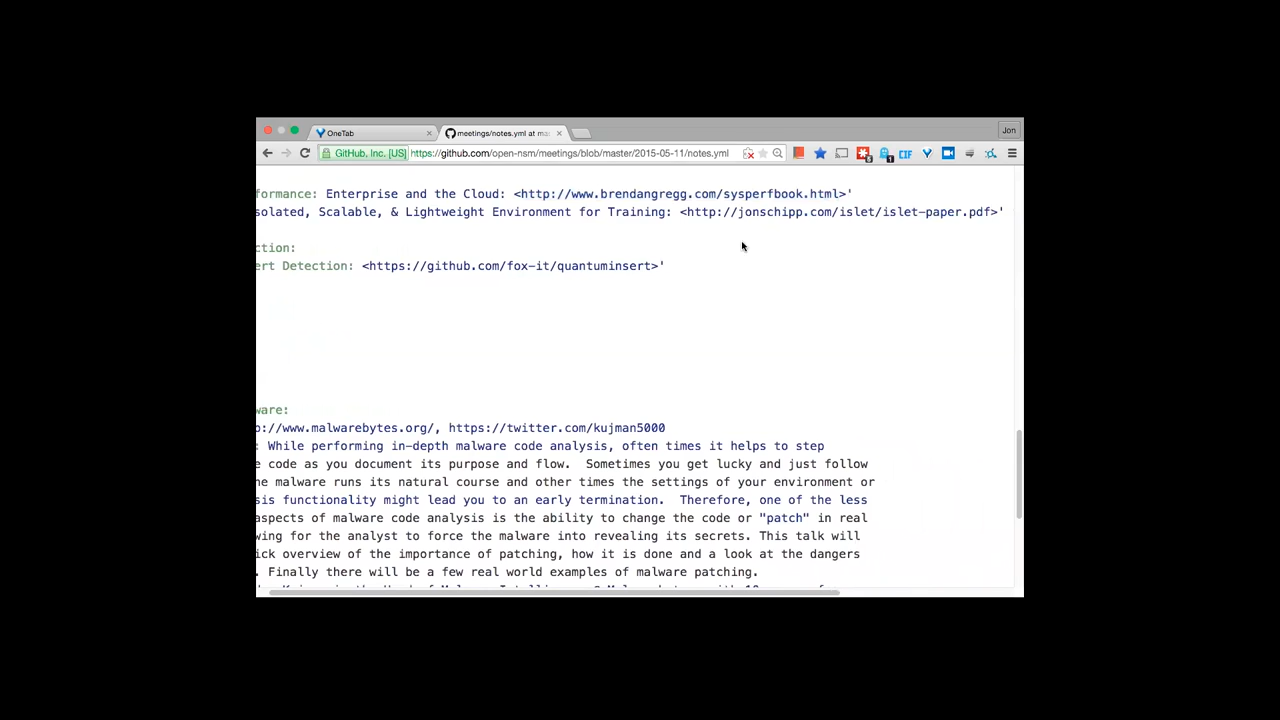 OneTab
meetings/notes.yml at mas
Jon
GitHub, Inc. [US] https://github.com/open-nsm/meetings/blob/master/2015-05-11/notes.yml
6
1
CIF
formance: Enterprise and the Cloud: <http://www.brendangregg.com/sysperfbook.html>'
solated, Scalable, & Lightweight Environment for Training: <http://jonschipp.com/islet/islet-paper.pdf>'
ction:
ert Detection: <https://github.com/fox-it/quantuminsert>'
ware:
p://www.malwarebytes.org/, https://twitter.com/kujman5000
: While performing in-depth malware code analysis, often times it helps to step
e code as you document its purpose and flow.  Sometimes you get lucky and just follow
he malware runs its natural course and other times the settings of your environment or
sis functionality might lead you to an early termination.  Therefore, one of the less
aspects of malware code analysis is the ability to change the code or "patch" in real
wing for the analyst to force the malware into revealing its secrets. This talk will
ick overview of the importance of patching, how it is done and a look at the dangers
. Finally there will be a few real world examples of malware patching.